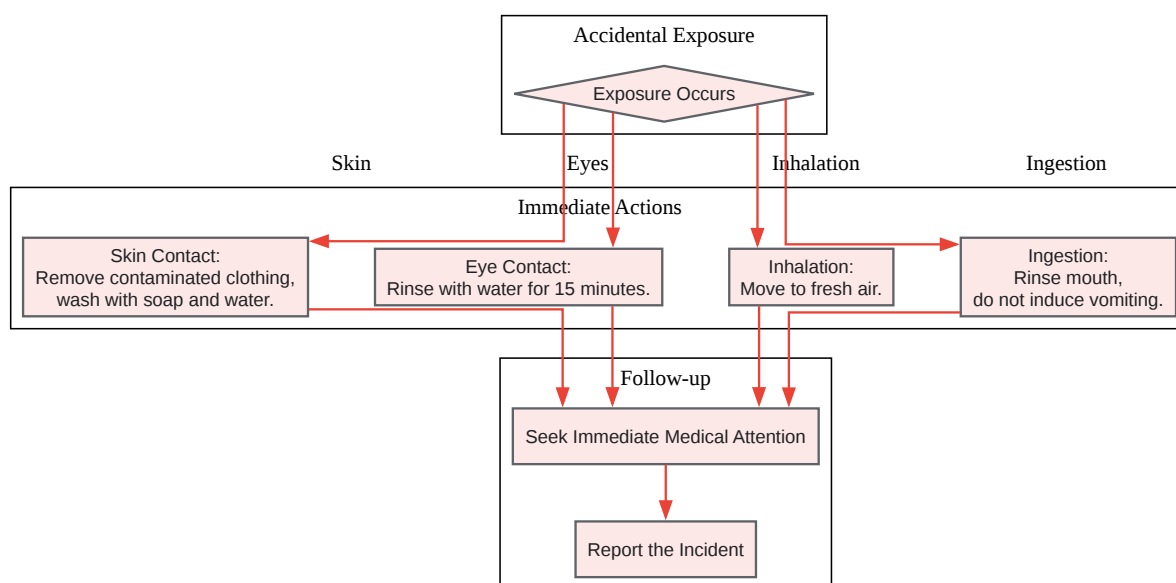 Accidental Exposure
Exposure Occurs
Skin
Eyes
Inhalation
Ingestion
Immediate Actions
Skin Contact:
Remove contaminated clothing,
wash with soap and water.
Eye Contact:
Rinse with water for 15 minutes.
Inhalation:
Move to fresh air.
Ingestion:
Rinse mouth,
do not induce vomiting.
Follow-up
Seek Immediate Medical Attention
Report the Incident